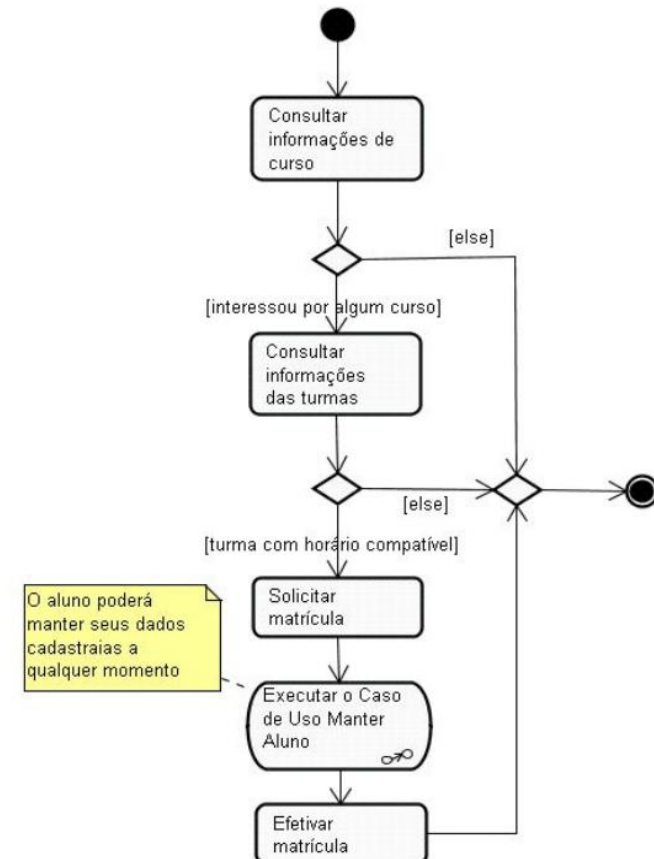 Consultar
informações de
curso
[else]
[interessou por algum curso]
Consultar
informações
das turmas
[else]
[turma com horário compatível]
Solicitar
matrícula
O aluno poderá
manter seus dados
cadastraias a
qualquer momento
Executar o Caso
de Uso Manter
Aluno
Efetivar
matrícula